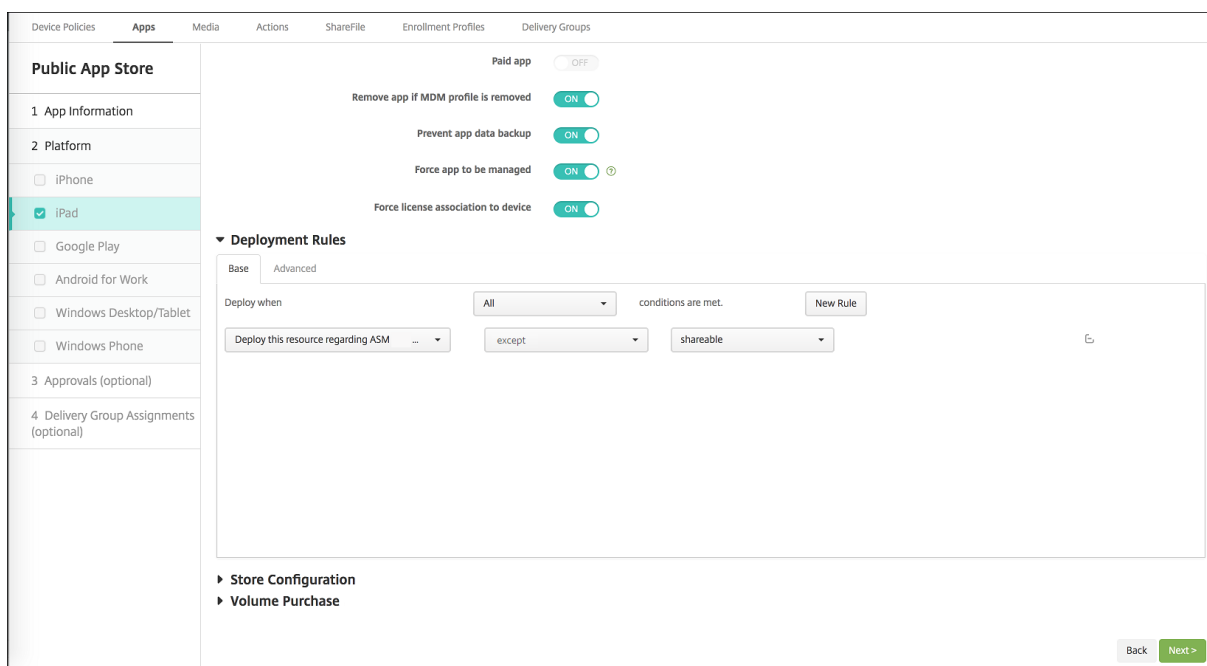 Device Policies Apps Media Actions ShareFile Enrollment Profiles Delivery Groups
Public App Store
1 App Information
2 Platform
iPhone
iPad
Google Play
Android for Work
Windows Desktop/Tablet
Windows Phone
3 Approvals (optional)
4 Delivery Group Assignments
(optional)
Paid app OFF
Remove app if MDM profile is removed ON
Prevent app data backup ON
Force app to be managed ON ?
Force license association to device ON
Deployment Rules
Base Advanced
Deploy when All conditions are met. New Rule
Deploy this resource regarding ASM ... except shareable
Store Configuration
Volume Purchase
Back Next >